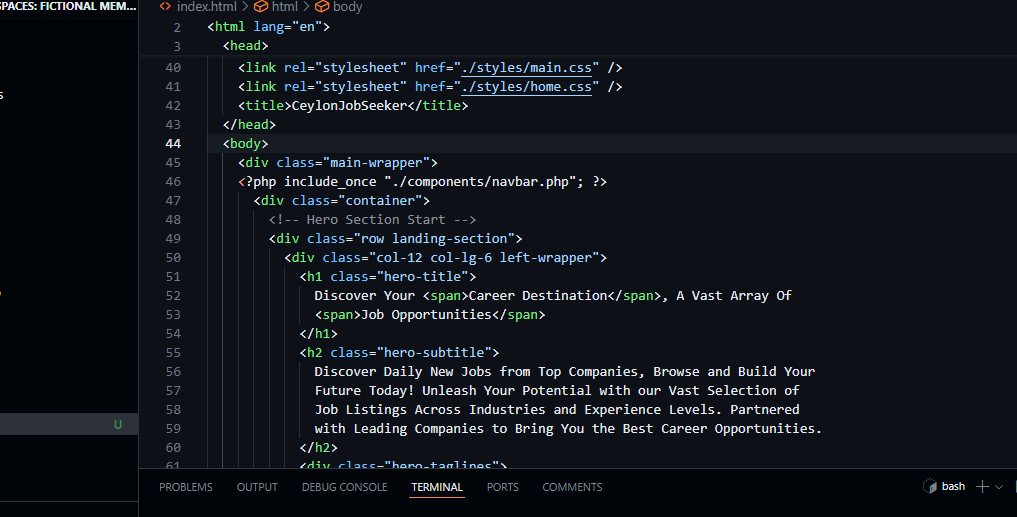 SPACES: FICTIONAL MEM...
index.html > html > body
2 <html lang="en">
3 <head>
40 <link rel="stylesheet" href="./styles/main.css" />
41 <link rel="stylesheet" href="./styles/home.css" />
42 <title>CeylonJobSeeker</title>
43 </head>
44 <body>
45 <div class="main-wrapper">
46 <?php include_once "./components/navbar.php"; ?>
47 <div class="container">
48 <!-- Hero Section Start -->
49 <div class="row landing-section">
50 <div class="col-12 col-lg-6 left-wrapper">
51 <h1 class="hero-title">
52 Discover Your <span>Career Destination</span>, A Vast Array Of
53 <span>Job Opportunities</span>
54 </h1>
55 <h2 class="hero-subtitle">
56 Discover Daily New Jobs from Top Companies, Browse and Build Your
57 Future Today! Unleash Your Potential with our Vast Selection of
58 Job Listings Across Industries and Experience Levels. Partnered
59 with Leading Companies to Bring You the Best Career Opportunities.
60 </h2>
61 <div class="hero-taglines">
s
U
PROBLEMS OUTPUT DEBUG CONSOLE TERMINAL PORTS COMMENTS bash